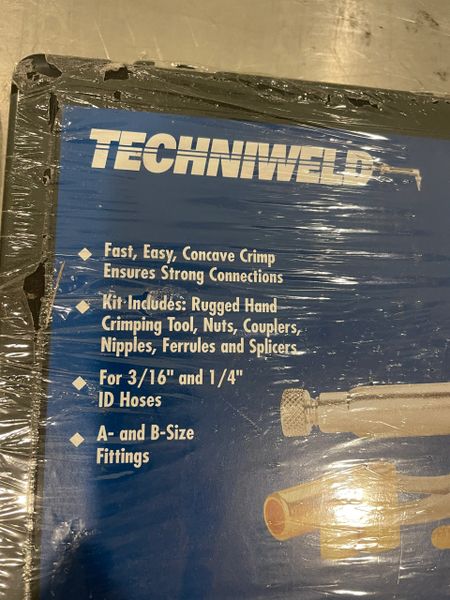 TECHNIWELD
Fast, Easy, Concave Crimp
Ensures Strong Connections
Kit Includes: Rugged Hand
Crimping Tool, Nuts, Couplers,
Nipples, Ferrules and Splicers
For 3/16" and 1/4"
ID Hoses
A- and B-Size
Fittings